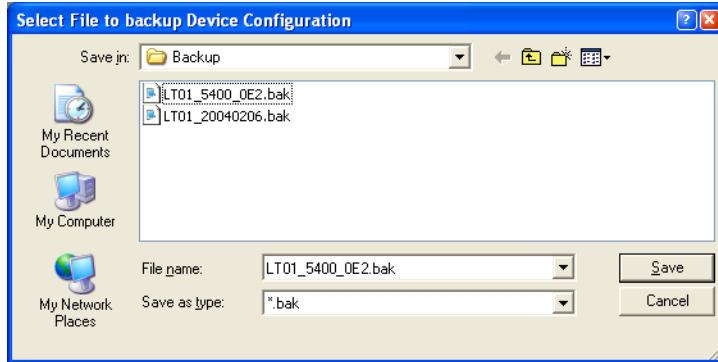 Select File to backup Device Configuration
Save in: Backup
LT01_5400_0E2.bak
LT01_20040206.bak
My Recent
Documents
My Computer
My Network
Places
File name: LT01_5400_0E2.bak Save
Save as type: *.bak Cancel